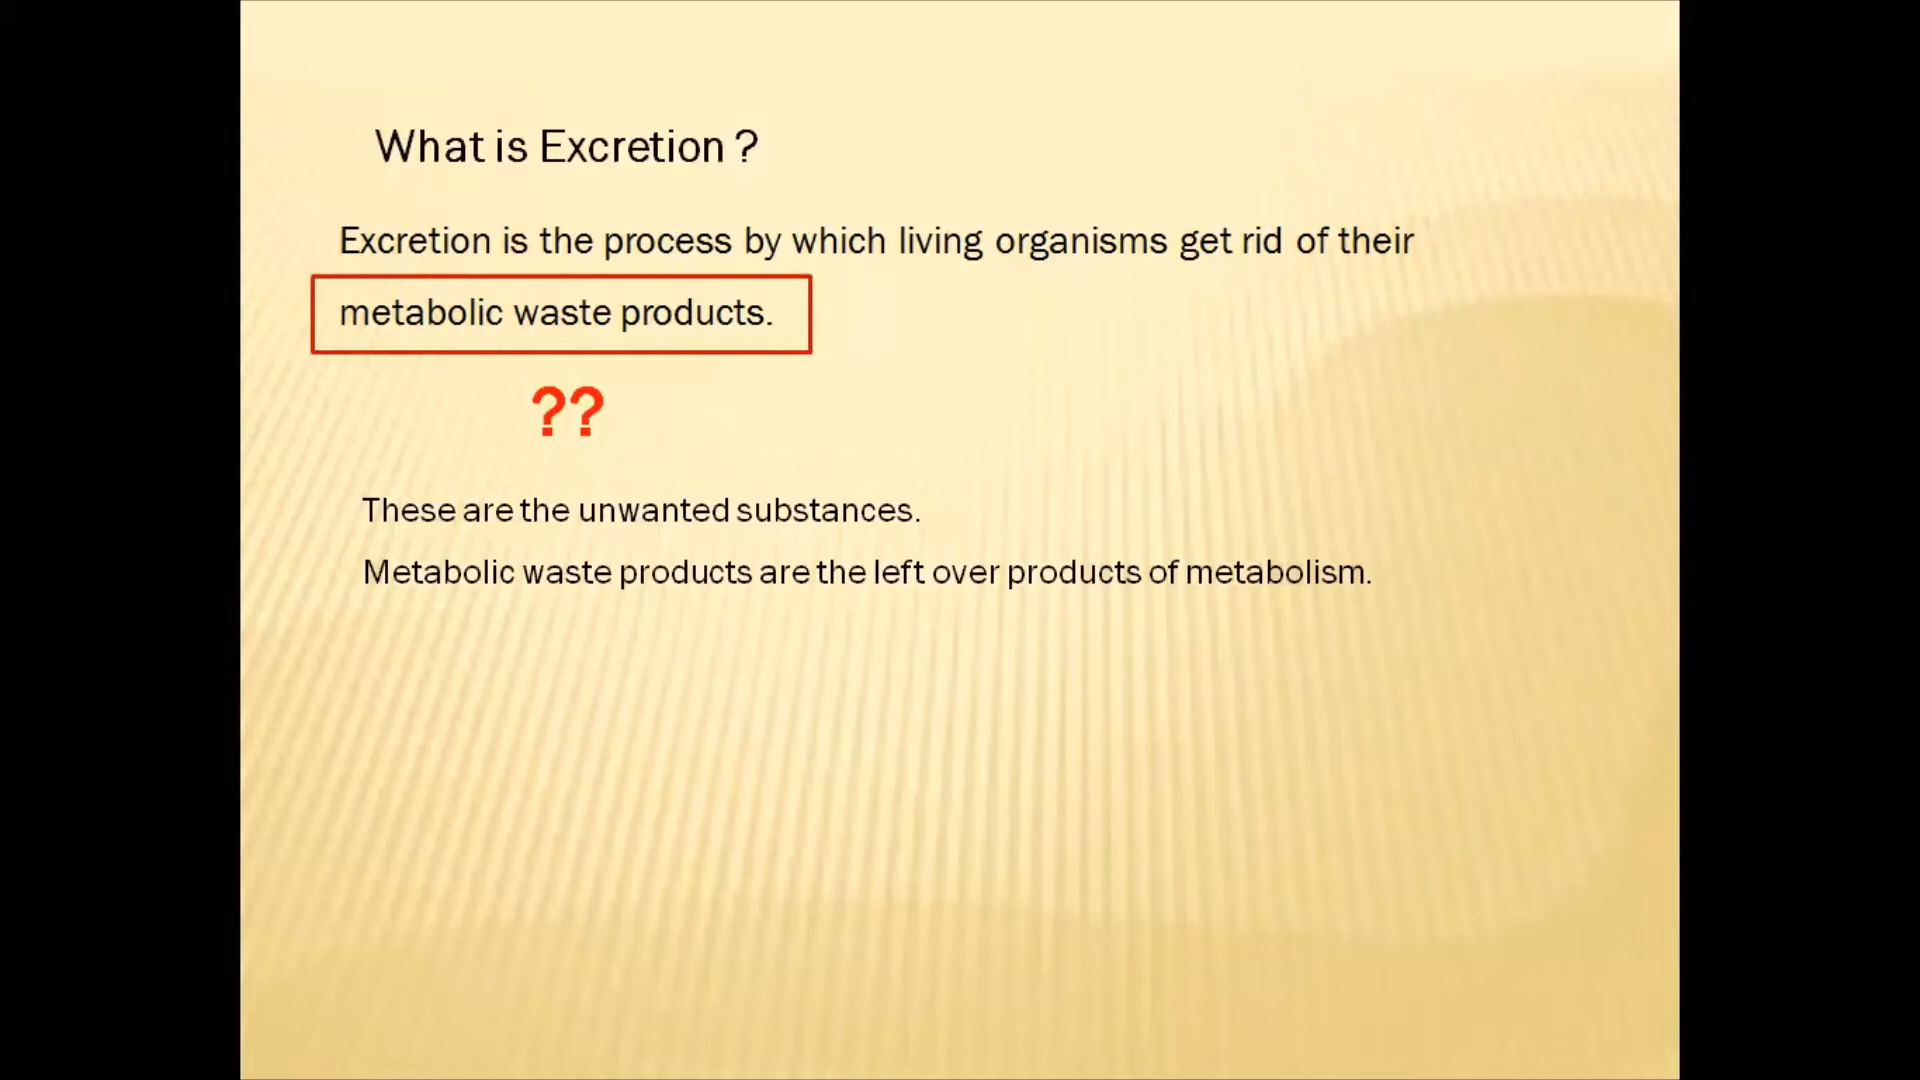 What is Excretion ?
Excretion is the process by which living organisms get rid of their
metabolic waste products.
??
These are the unwanted substances.
Metabolic waste products are the left over products of metabolism.